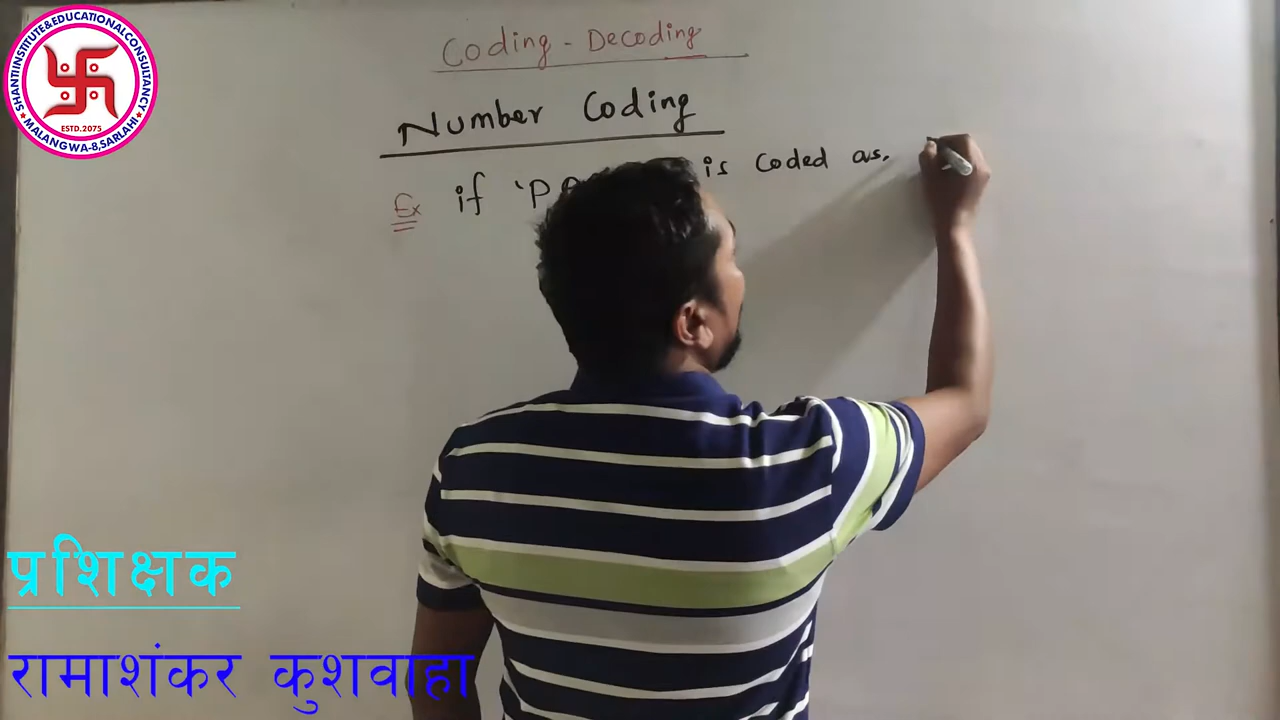 SHANTI INSTITUTE & EDUCATIONAL CONSULTANCY
ESTD.2075
★ MALANGWA-8, SARLAHI ★
Coding - Decoding
Number Coding
Ex if 'P is coded as.
प्रशिक्षक
रामाशंकर कुशवाहा